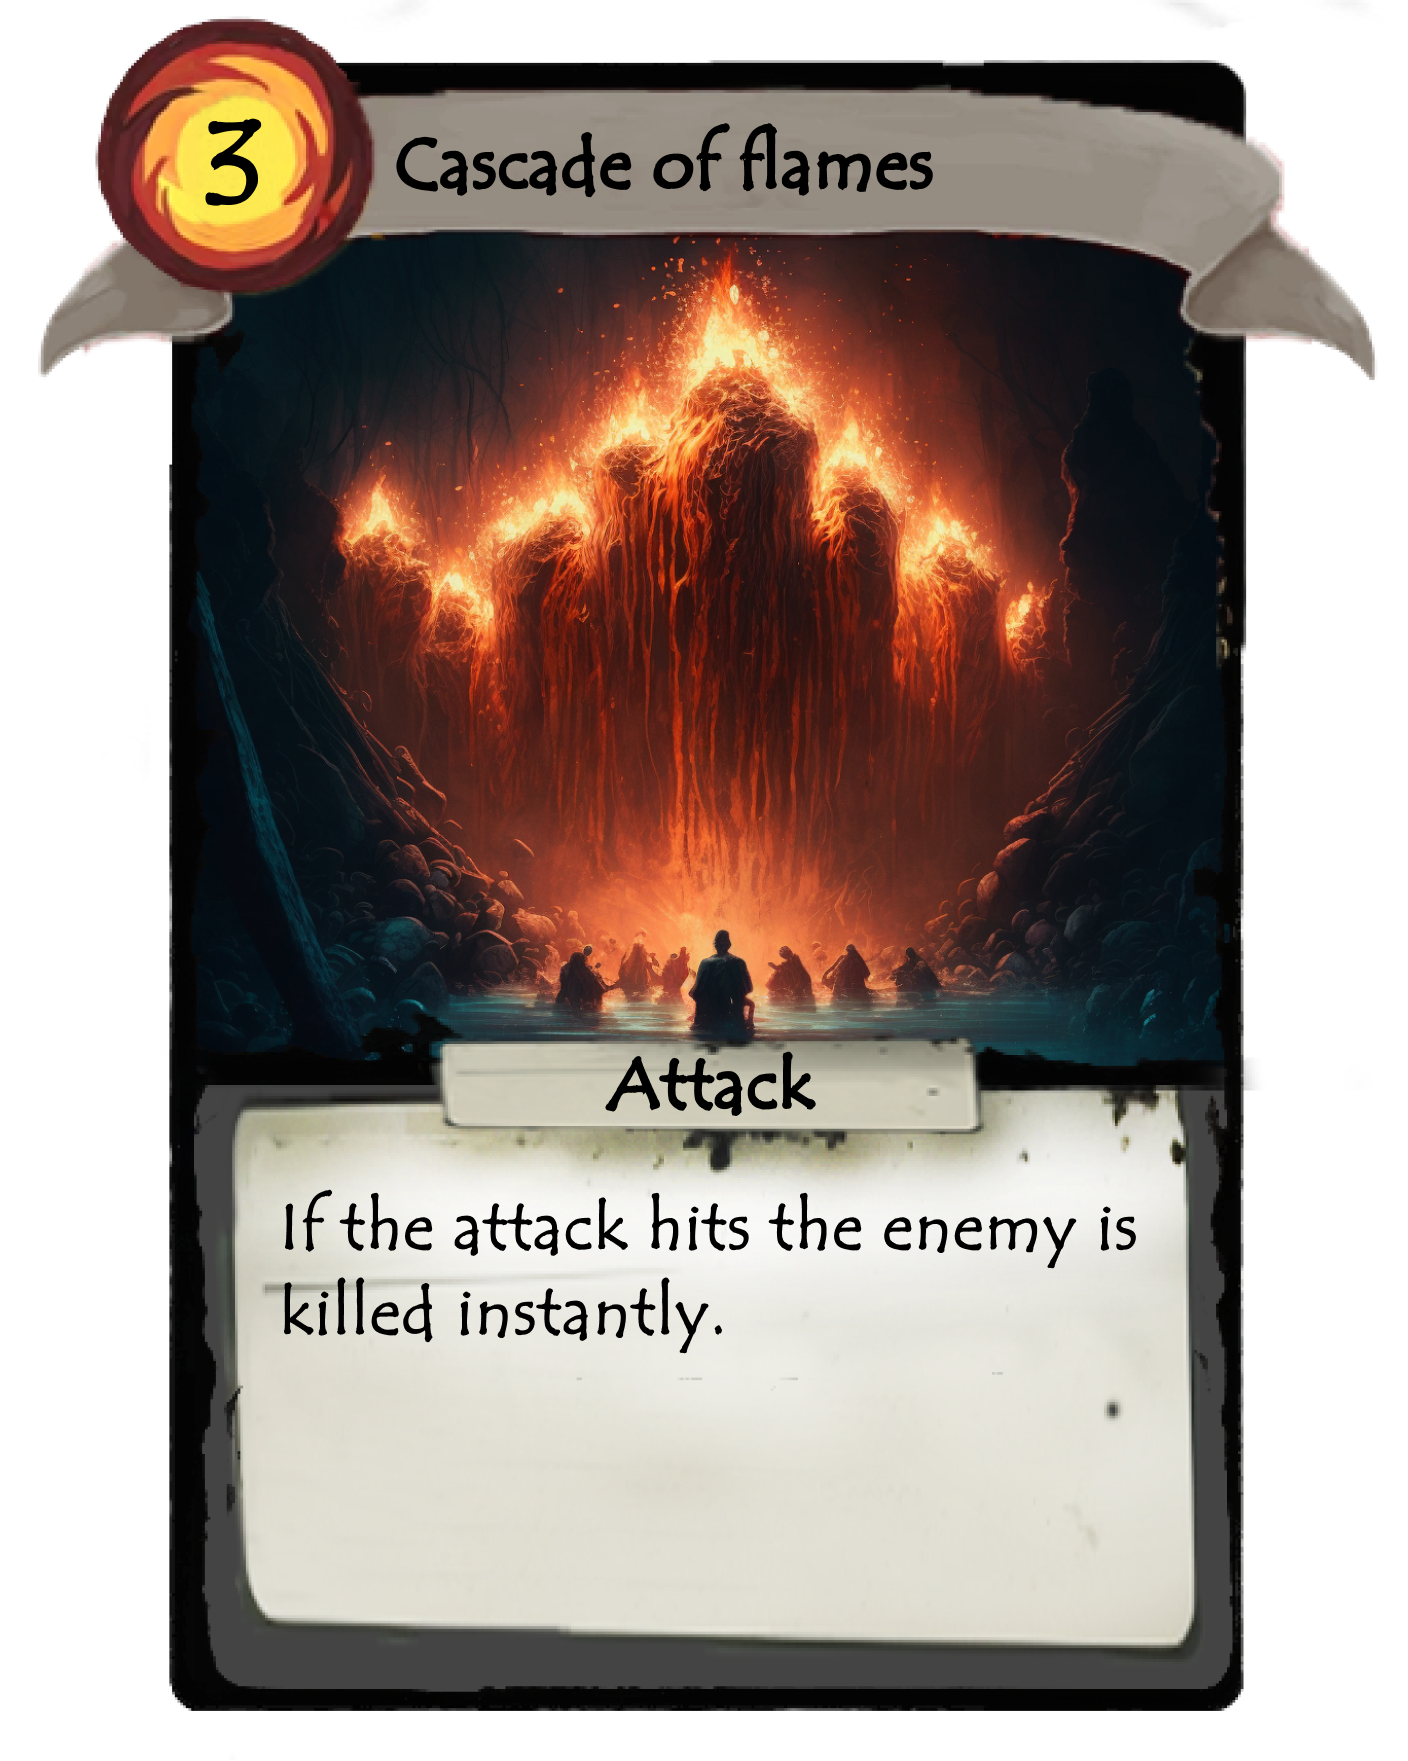 3
Cascade of flames
Attack
If the attack hits the enemy is
killed instantly.